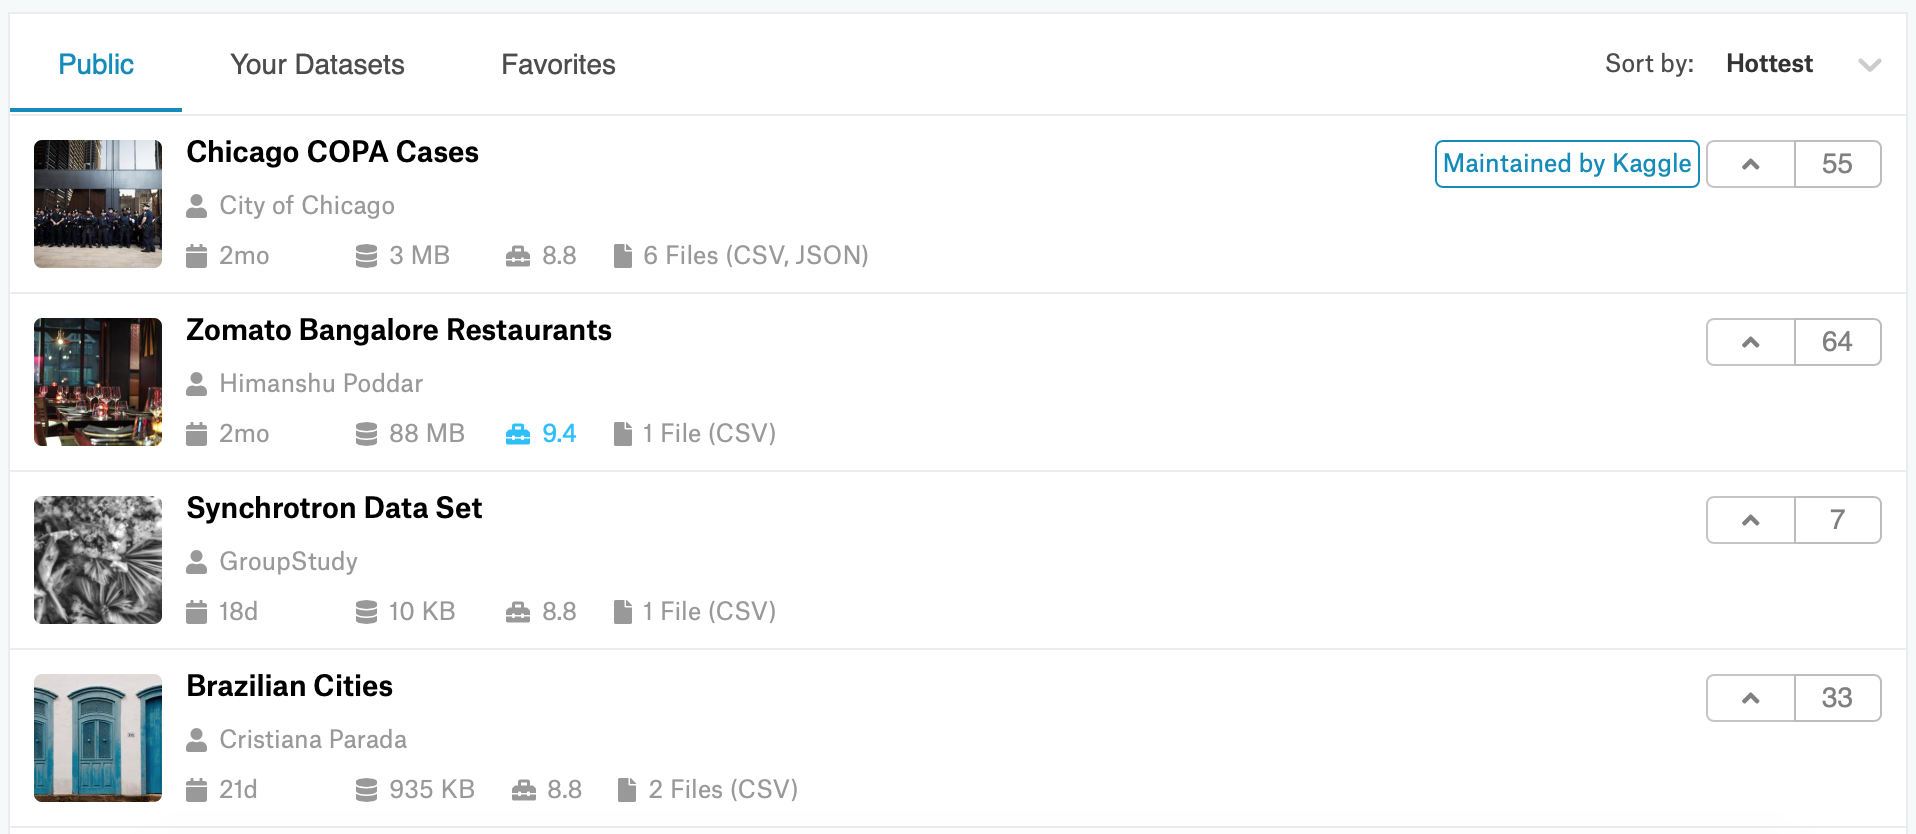 Public Your Datasets Favorites Sort by: Hottest
Chicago COPA Cases Maintained by Kaggle 55
City of Chicago
2mo 3 MB 8.8 6 Files (CSV, JSON)
Zomato Bangalore Restaurants 64
Himanshu Poddar
2mo 88 MB 9.4 1 File (CSV)
Synchrotron Data Set 7
GroupStudy
18d 10 KB 8.8 1 File (CSV)
Brazilian Cities 33
Cristiana Parada
21d 935 KB 8.8 2 Files (CSV)